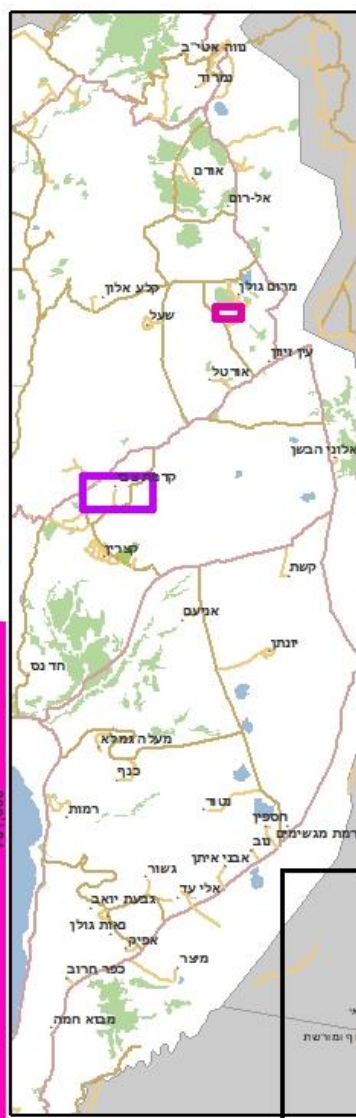 נווה אטי"ב
נמרוד
אודם
אל-רום
מרום גולן
קלע אלון
שעל
עין זיוון
אורטל
אלוני הבשן
קצרין
קשת
אניעם
יונתן
חד נס
מעלה גמלא
כנף
נטור
רמות
חספין
רמת מגשימים
נוב
אבני איתן
גשור
אלי עד
גבעת יואב
נאות גולן
אפיק
מיצר
כפר חרוב
מבוא חמה